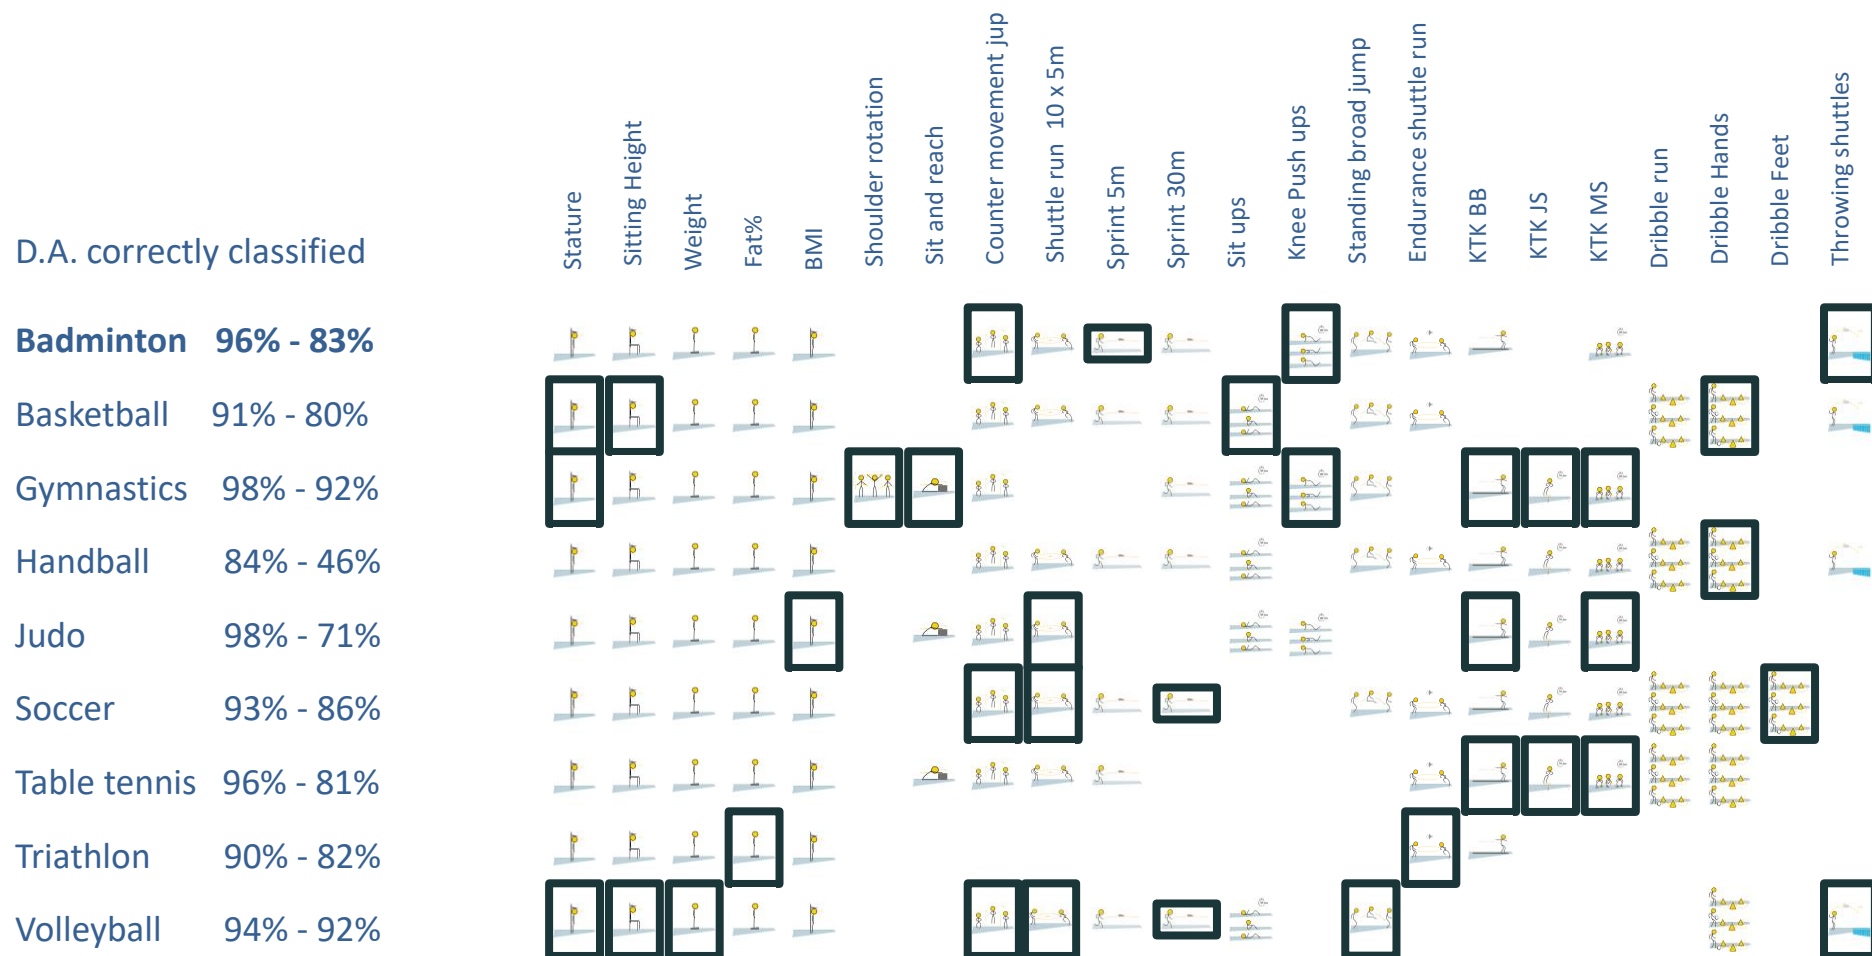 Stature
Sitting Height
Weight
Fat%
BMI
Shoulder rotation
Sit and reach
Counter movement jup
Shuttle run 10 x 5m
Sprint 5m
Sprint 30m
Sit ups
Knee Push ups
Standing broad jump
Endurance shuttle run
KTK BB
KTK JS
KTK MS
Dribble run
Dribble Hands
Dribble Feet
Throwing shuttles
D.A. correctly classified
Badminton 96% - 83%
Basketball 91% - 80%
Gymnastics 98% - 92%
Handball 84% - 46%
Judo 98% - 71%
Soccer 93% - 86%
Table tennis 96% - 81%
Triathlon 90% - 82%
Volleyball 94% - 92%